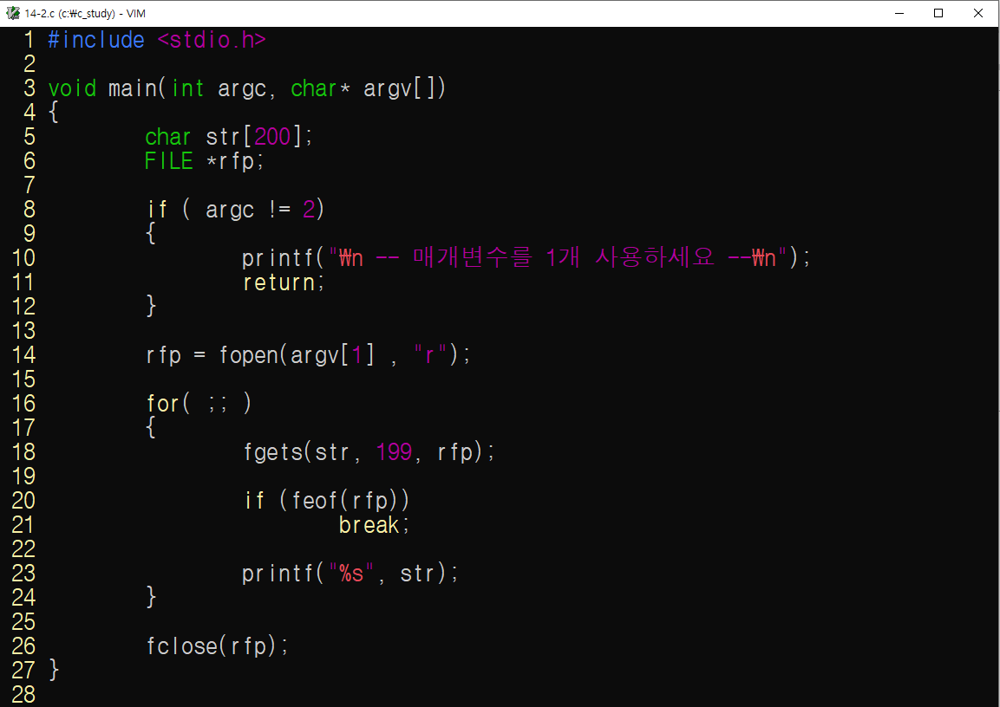 14-2.c (c:₩c_study) - VIM
1 #include <stdio.h>
2
3 void main(int argc, char* argv[])
4 {
5 char str[200];
6 FILE *rfp;
7
8 if ( argc != 2)
9 {
10 printf("₩n -- 매개변수를 1개 사용하세요 --₩n");
11 return;
12 }
13
14 rfp = fopen(argv[1] , "r");
15
16 for( ;; )
17 {
18 fgets(str, 199, rfp);
19
20 if (feof(rfp))
21 break;
22
23 printf("%s", str);
24 }
25
26 fclose(rfp);
27 }
28